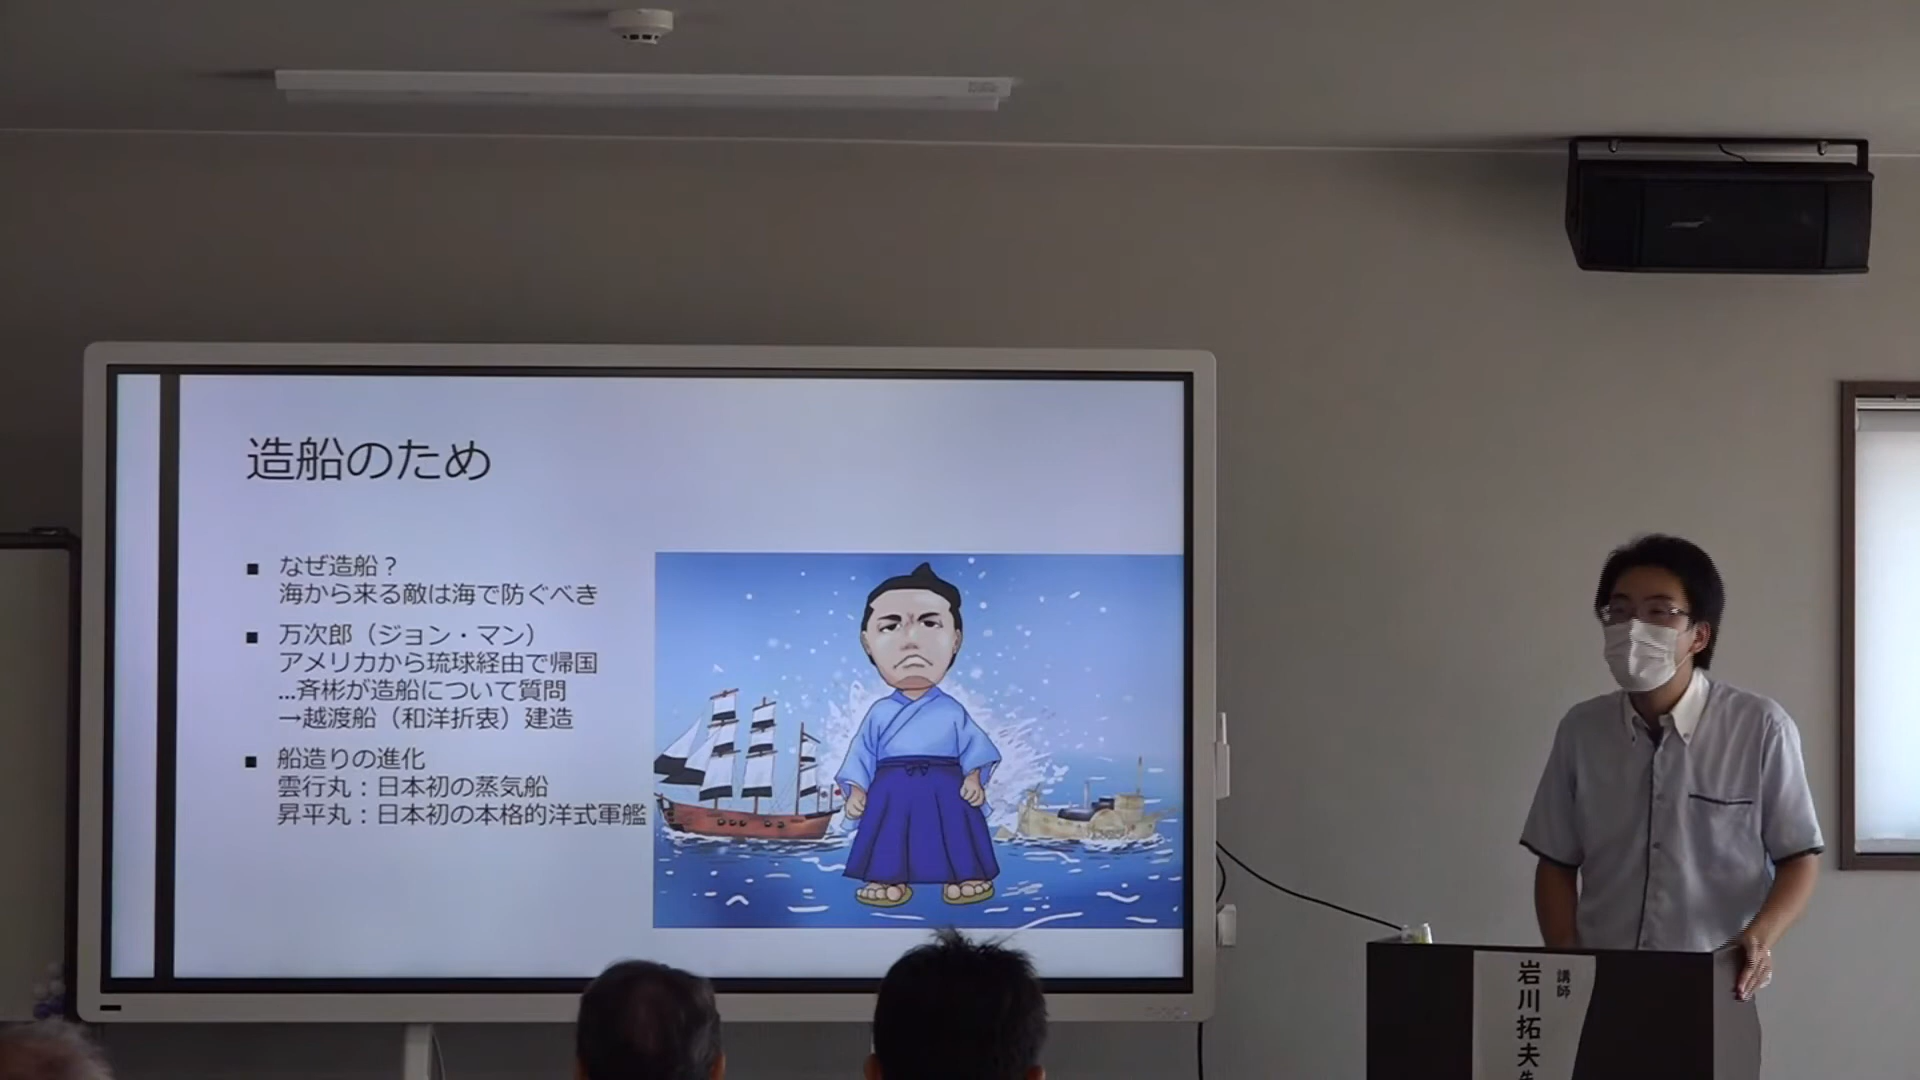 造船のため
■ なぜ造船？
海から来る敵は海で防ぐべき
■ 万次郎（ジョン・マン）
アメリカから琉球経由で帰国
…斉彬が造船について質問
→越渡船（和洋折衷）建造
■ 船造りの進化
雲行丸：日本初の蒸気船
昇平丸：日本初の本格的洋式軍艦
講師
岩川拓夫